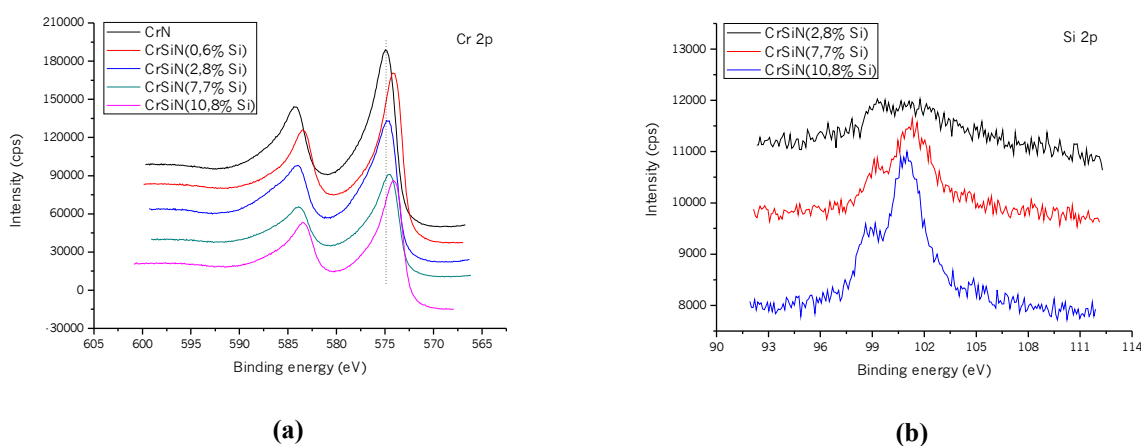 210000
180000
150000
120000
90000
60000
30000
0
-30000
Intensity (cps)
CrN
CrSiN(0,6% Si)
CrSiN(2,8% Si)
CrSiN(7,7% Si)
CrSiN(10,8% Si)
Cr 2p
605 600 595 590 585 580 575 570 565
Binding energy (eV)
(a)
13000
12000
11000
10000
9000
8000
Intensity (cps)
CrSiN(2,8% Si)
CrSiN(7,7% Si)
CrSiN(10,8% Si)
Si 2p
90 93 96 99 102 105 108 111 114
Binding energy (eV)
(b)